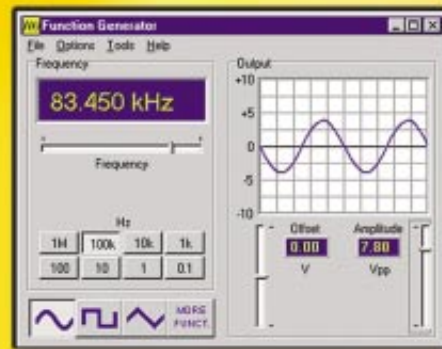 Function Generator
File Options Tools Help
Frequency
83.450 kHz
Frequency
Hz
1M 100k 10k 1k
100 10 1 0.1
MORE
FUNCT.
Output
+10
+5
0
-5
-10
Offset Amplitude
0.00 7.80
V Vpp